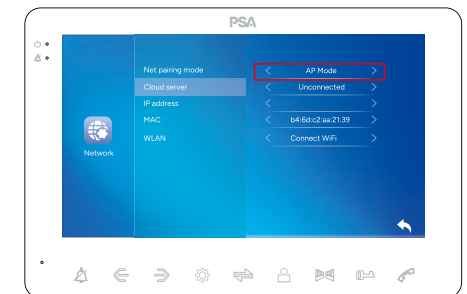 PSA
Net pairing mode < AP Mode >
Cloud server < Unconnected >
IP address < >
MAC < b4:6d:c2:aa:21:39 >
WLAN < Connect WiFi >
Network